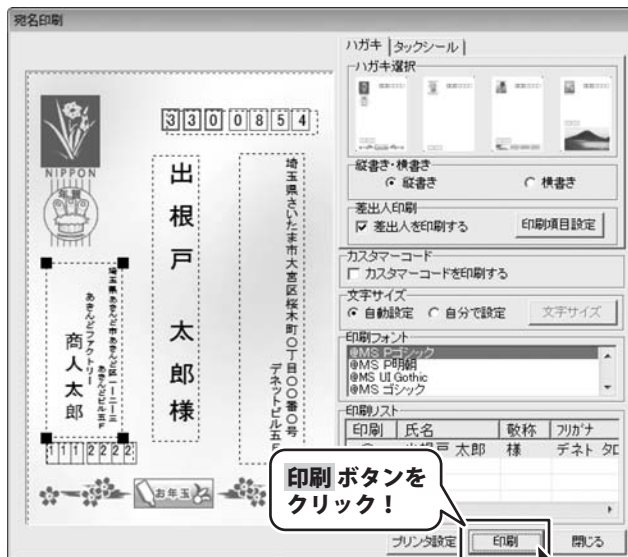 宛名印刷
NIPPON
年賀
3300854
埼玉県さいたま市大宮区桜木町〇丁目〇〇番〇号
デネットビル五F
出根戸 太郎 様
埼玉県あきんど市あきんど区一ー二ー三
あきんどビル五F
あきんどファクトリー
商人太郎
1112222
お年玉
ハガキ
タックシール
ハガキ選択
縦書き・横書き
縦書き
横書き
差出人印刷
差出人を印刷する
印刷項目設定
カスタマーコード
カスタマーコードを印刷する
文字サイズ
自動設定
自分で設定
文字サイズ
印刷フォント
@MS Pゴシック
@MS P明朝
@MS UI Gothic
@MS ゴシック
印刷リスト
印刷 氏名 敬称 フリガナ
出根戸 太郎 様 デネト タロ
印刷 ボタンを
クリック！
プリンタ設定
印刷
閉じる